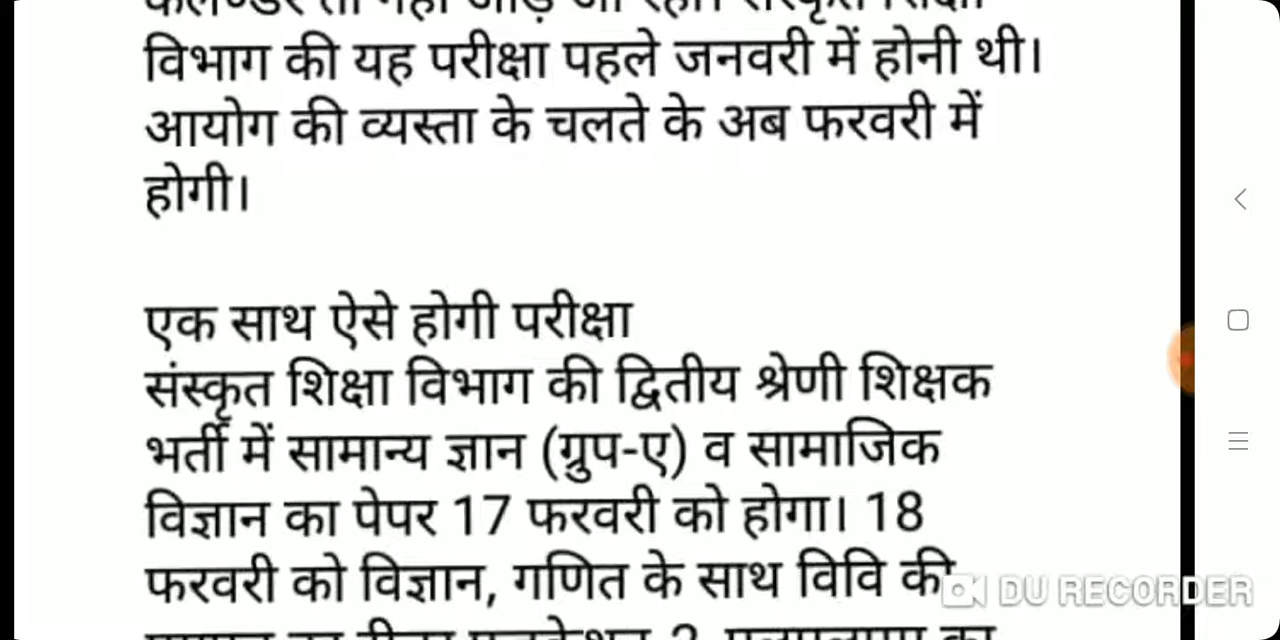 विभाग की यह परीक्षा पहले जनवरी में होनी थी।
आयोग की व्यस्ता के चलते के अब फरवरी में
होगी।
एक साथ ऐसे होगी परीक्षा
संस्कृत शिक्षा विभाग की द्वितीय श्रेणी शिक्षक
भर्ती में सामान्य ज्ञान (ग्रुप-ए) व सामाजिक
विज्ञान का पेपर 17 फरवरी को होगा। 18
फरवरी को विज्ञान, गणित के साथ विवि की
DU RECORDER